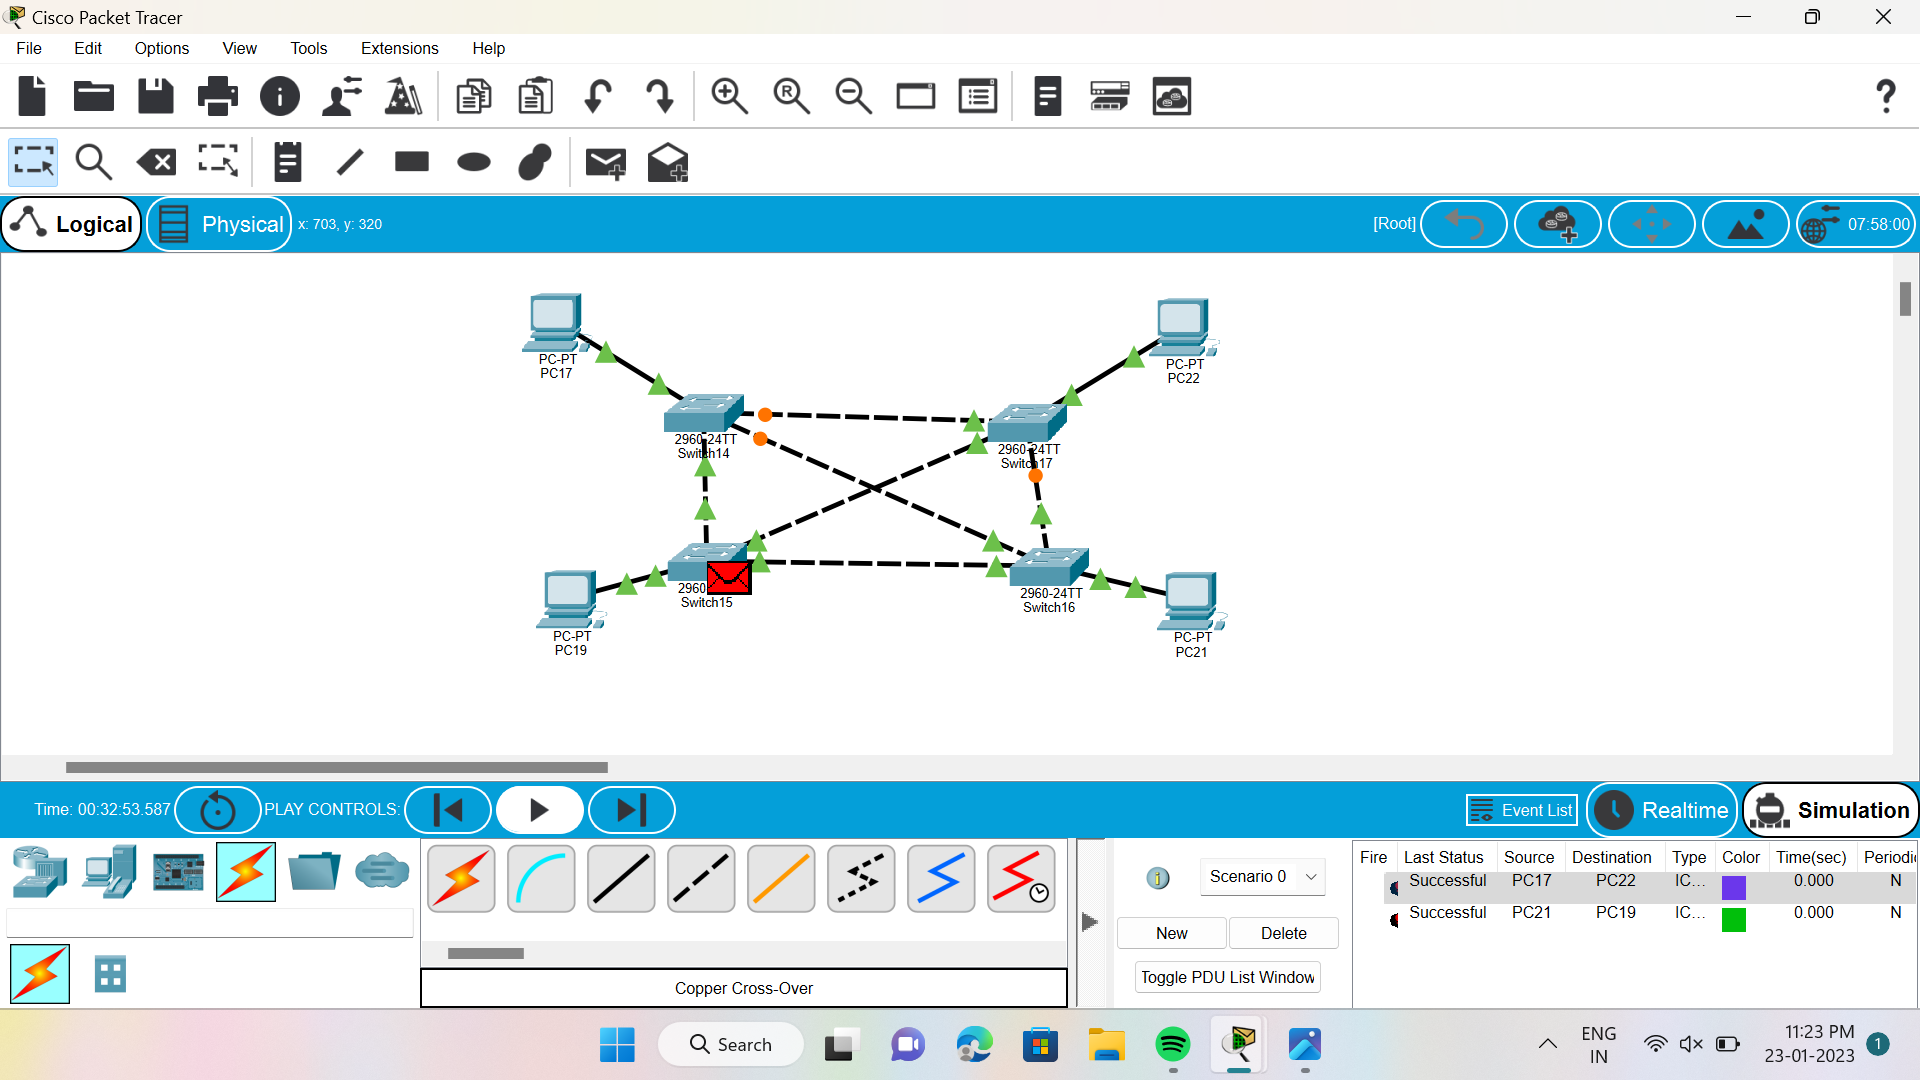 Cisco Packet Tracer
File Edit Options View Tools Extensions Help
Logical Physical x: 703, y: 320 [Root] 07:58:00
PC-PT
PC17
PC-PT
PC22
2960-24TT
Switch14
2960-24TT
Switch17
2960
Switch15
2960-24TT
Switch16
PC-PT
PC19
PC-PT
PC21
Time: 00:32:53.587 PLAY CONTROLS: Event List Realtime Simulation
Fire Last Status Source Destination Type Color Time(sec) Periodic
Successful PC17 PC22 IC... 0.000 N
Successful PC21 PC19 IC... 0.000 N
Scenario 0
New Delete
Toggle PDU List Window
Copper Cross-Over
Search
ENG
IN
11:23 PM
23-01-2023
1